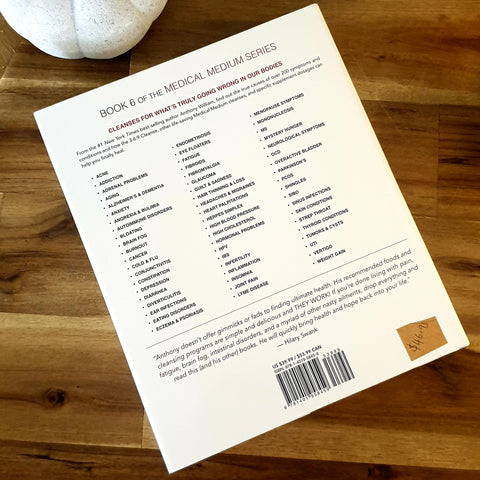 BOOK 6 OF THE MEDICAL MEDIUM SERIES
CLEANSES FOR WHAT'S TRULY GOING WRONG IN OUR BODIES
From the #1 New York Times best-selling author Anthony William, find out the true causes of over 200 symptoms and
conditions and how the 3:6:9 Cleanse, other life-saving Medical Medium cleanses, and specific supplement dosages can
help you finally heal.
ACNE
ADDICTION
ADRENAL PROBLEMS
AGING
ALZHEIMER'S & DEMENTIA
ANXIETY
ANOREXIA & BULIMIA
AUTOIMMUNE DISORDERS
BLOATING
BRAIN FOG
BURNOUT
CANCER
COLD & FLU
CONJUNCTIVITIS
CONSTIPATION
DEPRESSION
DIARRHEA
DIVERTICULITIS
EAR INFECTIONS
EATING DISORDERS
ECZEMA & PSORIASIS
ENDOMETRIOSIS
EYE FLOATERS
FATIGUE
FIBROIDS
FIBROMYALGIA
GLAUCOMA
GUILT & SADNESS
HAIR THINNING & LOSS
HEADACHES & MIGRAINES
HEART PALPITATIONS
HERPES SIMPLEX
HIGH BLOOD PRESSURE
HIGH CHOLESTEROL
HORMONAL PROBLEMS
HPV
IBS
INFERTILITY
INFLAMMATION
INSOMNIA
JOINT PAIN
LYME DISEASE
MENOPAUSE SYMPTOMS
MONONUCLEOSIS
MS
MYSTERY HUNGER
NEUROLOGICAL SYMPTOMS
OCD
OVERACTIVE BLADDER
PARKINSON'S
PCOS
SHINGLES
SIBO
SINUS INFECTIONS
SKIN CONDITIONS
STREP THROAT
THYROID CONDITIONS
TUMORS & CYSTS
UTI
VERTIGO
WEIGHT GAIN
"Anthony doesn't offer gimmicks or fads to finding ultimate health. His recommended foods and
cleansing programs are simple and delicious and THEY WORK! If you're done living with pain,
fatigue, brain fog, intestinal disorders, and a myriad of other nasty ailments, drop everything and
read this (and his other) books. He will quickly bring health and hope back into your life."
— Hilary Swank
US $39.99 / $53.99 CAN